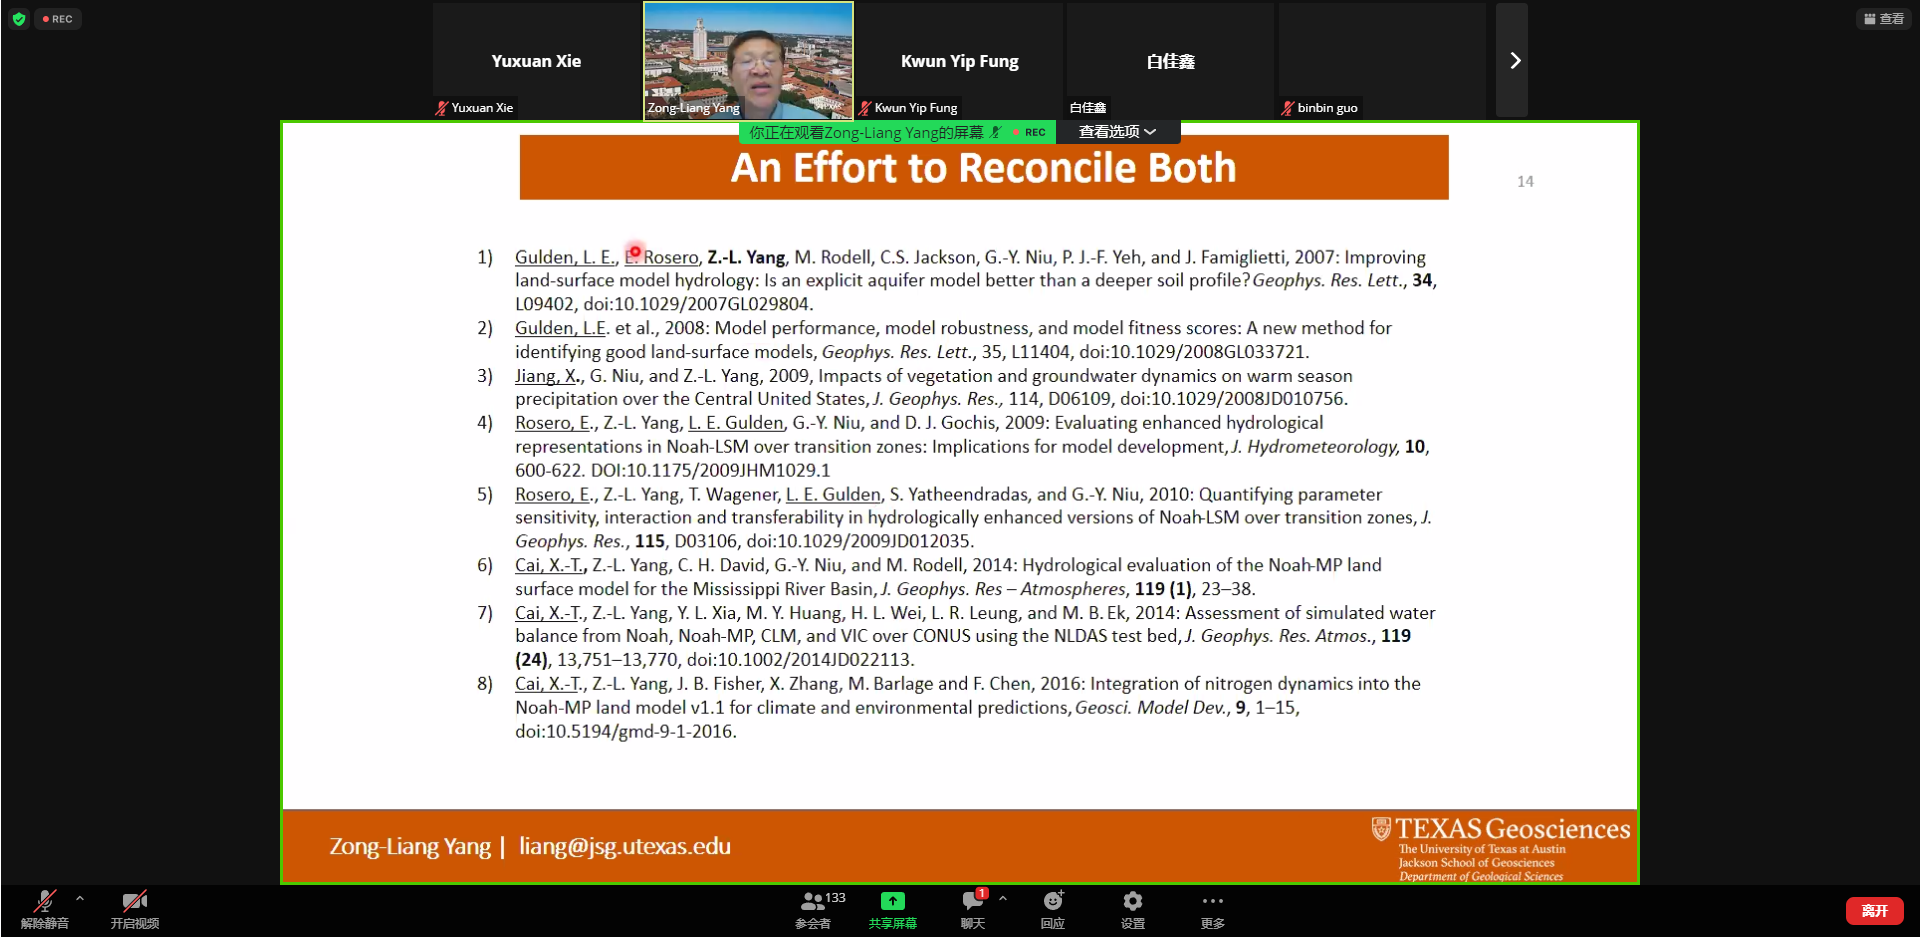 REC
查看
Yuxuan Xie
Kwun Yip Fung
白佳鑫
Yuxuan Xie
Zong-Liang Yang
Kwun Yip Fung
白佳鑫
binbin guo
你正在观看Zong-Liang Yang的屏幕
REC
查看选项
An Effort to Reconcile Both
14
1) Gulden, L. E., E. Rosero, Z.-L. Yang, M. Rodell, C.S. Jackson, G.-Y. Niu, P. J.-F. Yeh, and J. Famiglietti, 2007: Improving
land-surface model hydrology: Is an explicit aquifer model better than a deeper soil profile? Geophys. Res. Lett., 34,
L09402, doi:10.1029/2007GL029804.
2) Gulden, L.E. et al., 2008: Model performance, model robustness, and model fitness scores: A new method for
identifying good land-surface models, Geophys. Res. Lett., 35, L11404, doi:10.1029/2008GL033721.
3) Jiang, X., G. Niu, and Z.-L. Yang, 2009, Impacts of vegetation and groundwater dynamics on warm season
precipitation over the Central United States, J. Geophys. Res., 114, D06109, doi:10.1029/2008JD010756.
4) Rosero, E., Z.-L. Yang, L. E. Gulden, G.-Y. Niu, and D. J. Gochis, 2009: Evaluating enhanced hydrological
representations in Noah-LSM over transition zones: Implications for model development, J. Hydrometeorology, 10,
600-622. DOI:10.1175/2009JHM1029.1
5) Rosero, E., Z.-L. Yang, T. Wagener, L. E. Gulden, S. Yatheendradas, and G.-Y. Niu, 2010: Quantifying parameter
sensitivity, interaction and transferability in hydrologically enhanced versions of Noah-LSM over transition zones, J.
Geophys. Res., 115, D03106, doi:10.1029/2009JD012035.
6) Cai, X.-T., Z.-L. Yang, C. H. David, G.-Y. Niu, and M. Rodell, 2014: Hydrological evaluation of the Noah-MP land
surface model for the Mississippi River Basin, J. Geophys. Res – Atmospheres, 119 (1), 23–38.
7) Cai, X.-T., Z.-L. Yang, Y. L. Xia, M. Y. Huang, H. L. Wei, L. R. Leung, and M. B. Ek, 2014: Assessment of simulated water
balance from Noah, Noah-MP, CLM, and VIC over CONUS using the NLDAS test bed, J. Geophys. Res. Atmos., 119
(24), 13,751–13,770, doi:10.1002/2014JD022113.
8) Cai, X.-T., Z.-L. Yang, J. B. Fisher, X. Zhang, M. Barlage and F. Chen, 2016: Integration of nitrogen dynamics into the
Noah-MP land model v1.1 for climate and environmental predictions, Geosci. Model Dev., 9, 1–15,
doi:10.5194/gmd-9-1-2016.
Zong-Liang Yang | liang@jsg.utexas.edu
TEXAS Geosciences
The University of Texas at Austin
Jackson School of Geosciences
Department of Geological Sciences
解除静音
开启视频
133
参会者
共享屏幕
1
聊天
回应
设置
更多
离开